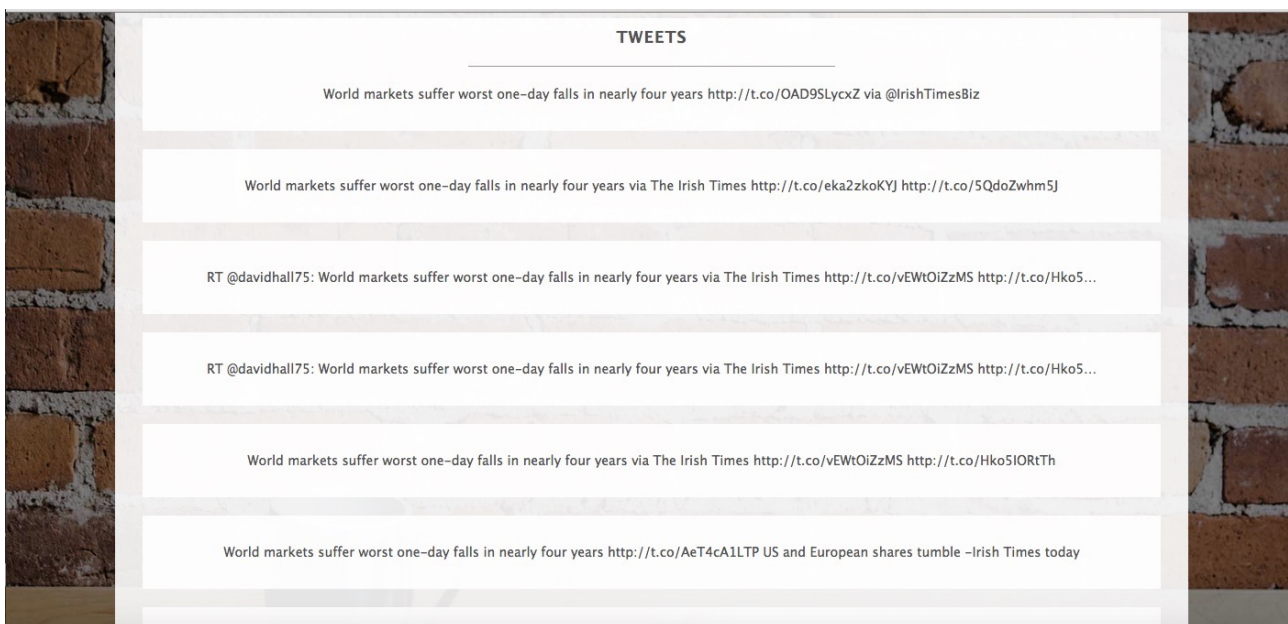 TWEETS
World markets suffer worst one-day falls in nearly four years http://t.co/OAD9SLycxZ via @IrishTimesBiz
World markets suffer worst one-day falls in nearly four years via The Irish Times http://t.co/eka2zkoKYJ http://t.co/5QdoZwhm5J
RT @davidhall75: World markets suffer worst one-day falls in nearly four years via The Irish Times http://t.co/vEWtOiZzMS http://t.co/Hko5...
RT @davidhall75: World markets suffer worst one-day falls in nearly four years via The Irish Times http://t.co/vEWtOiZzMS http://t.co/Hko5...
World markets suffer worst one-day falls in nearly four years via The Irish Times http://t.co/vEWtOiZzMS http://t.co/Hko5IORtTh
World markets suffer worst one-day falls in nearly four years http://t.co/AeT4cA1LTP US and European shares tumble -Irish Times today